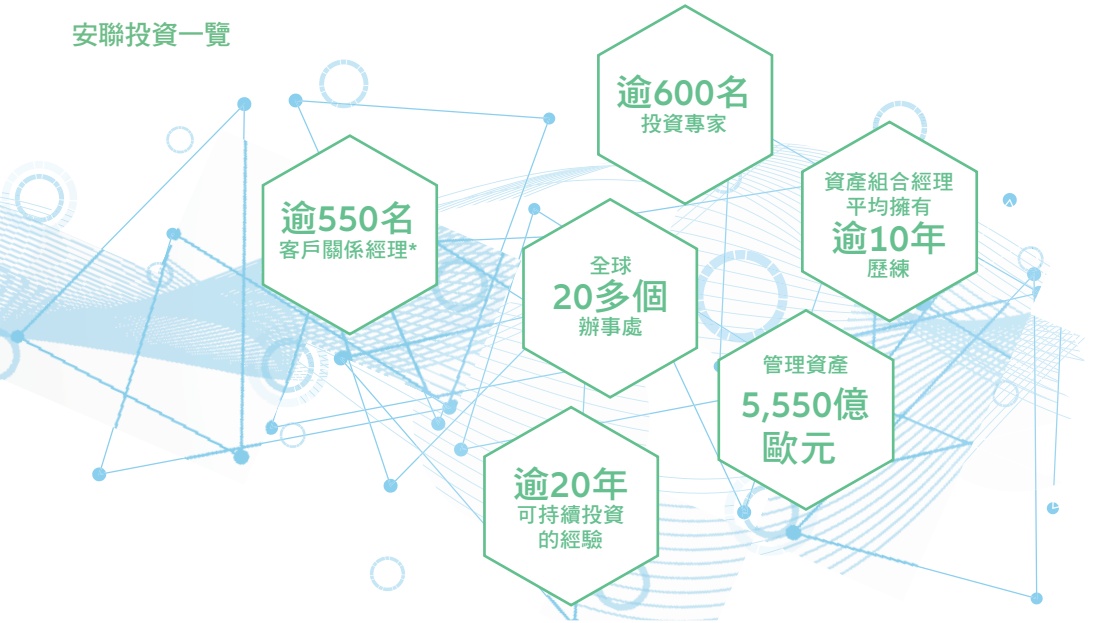 安聯投資一覽
逾600名
投資專家
逾550名
客戶關係經理*
資產組合經理
平均擁有
逾10年
歷練
全球
20多個
辦事處
管理資產
5,550億
歐元
逾20年
可持續投資
的經驗